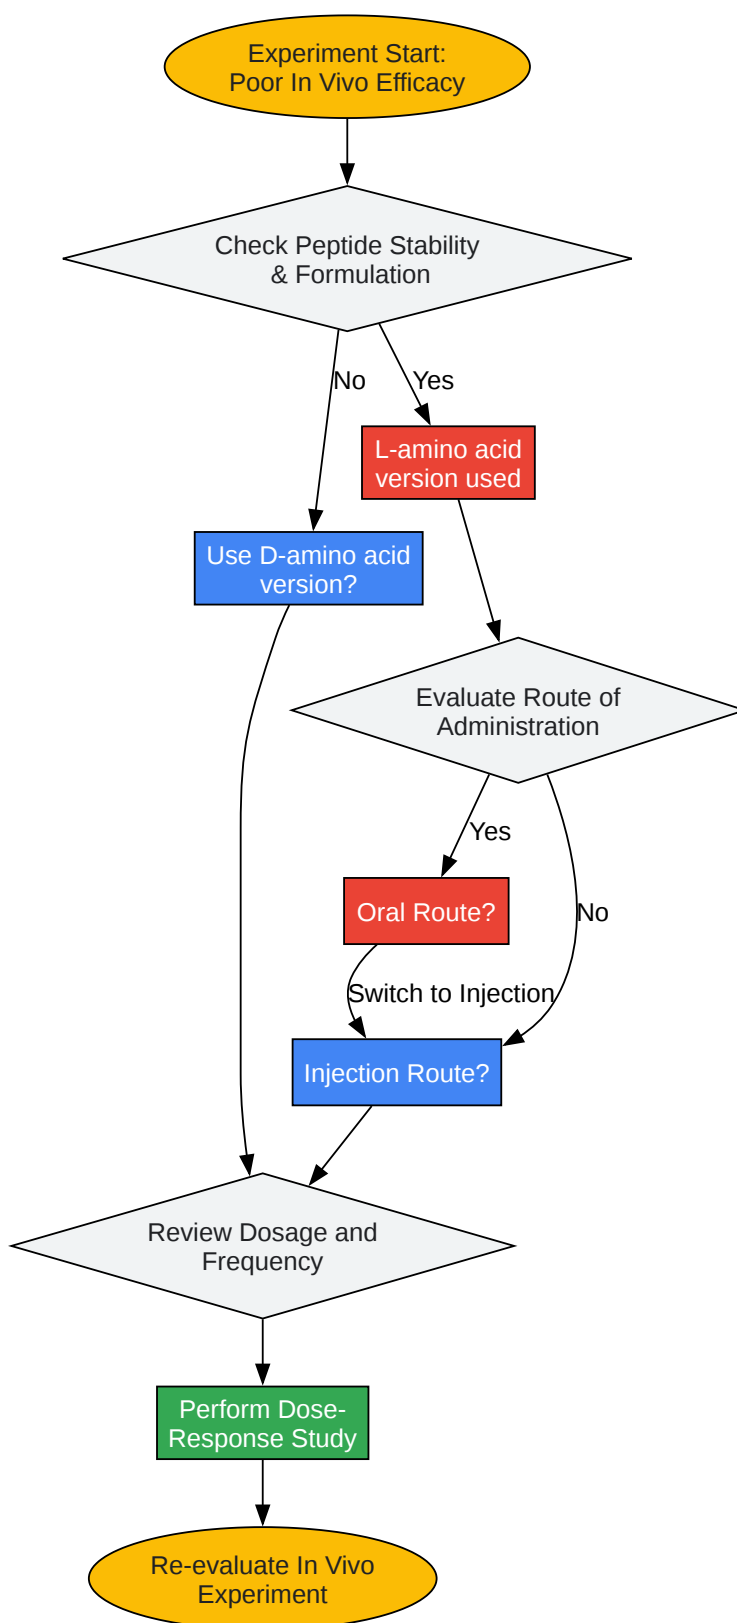 Experiment Start:
Poor In Vivo Efficacy
Check Peptide Stability
& Formulation
No
Yes
L-amino acid
version used
Use D-amino acid
version?
Evaluate Route of
Administration
Yes
Oral Route?
No
Switch to Injection
Injection Route?
Review Dosage and
Frequency
Perform Dose-
Response Study
Re-evaluate In Vivo
Experiment